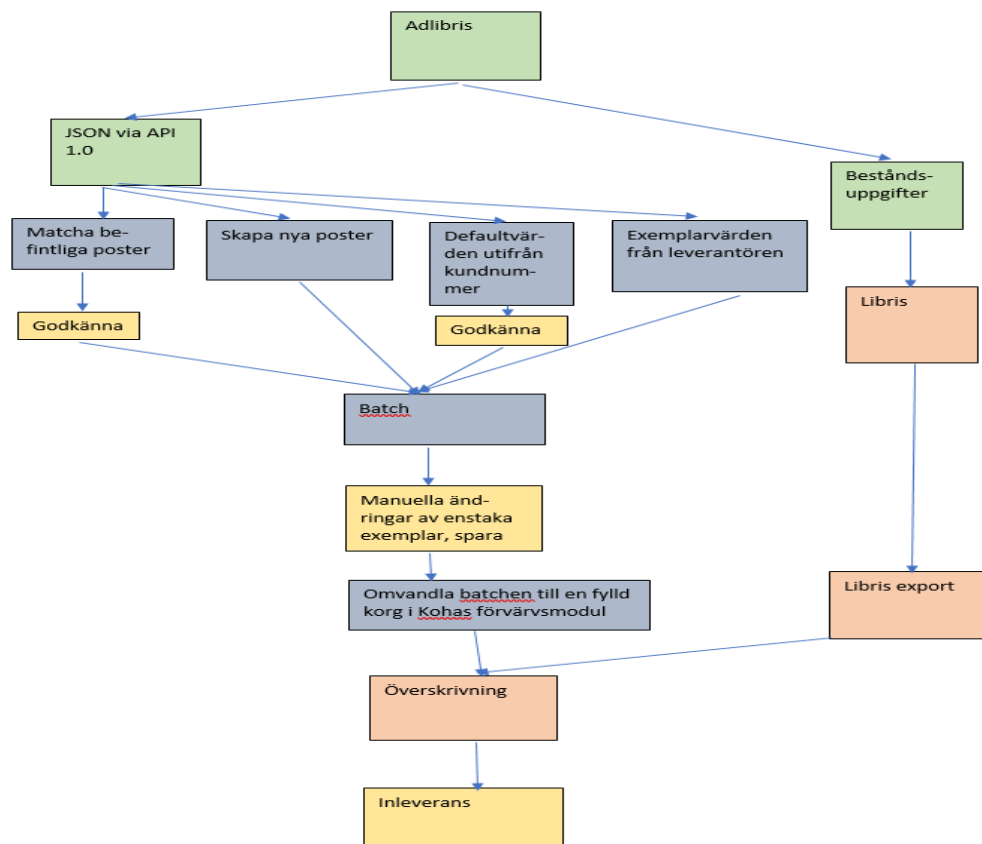 Adlibris
JSON via API
1.0
Bestånds-
uppgifter
Matcha be-
fintliga poster
Skapa nya poster
Defaultvär-
den utifrån
kundnum-
mer
Exemplarvärden
från leverantören
Godkänna
Godkänna
Libris
Batch
Manuella änd-
ringar av enstaka
exemplar, spara
Omvandla batchen till en fylld
korg i Kohas förvärvsmodul
Libris export
Överskrivning
Inleverans